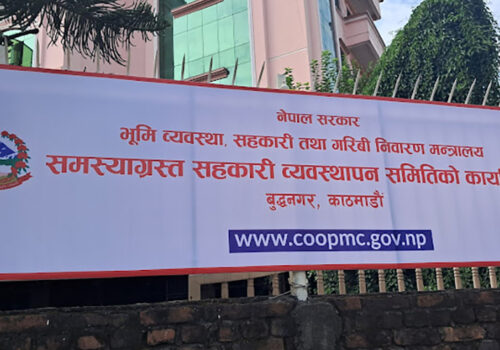 नेपाल सरकार
भूमि व्यवस्था, सहकारी तथा गरिबी निवारण मन्त्रालय
समस्याग्रस्त सहकारी व्यवस्थापन समितिको कार्या
बुद्धनगर, काठमाडौं
www.coopmc.gov.np